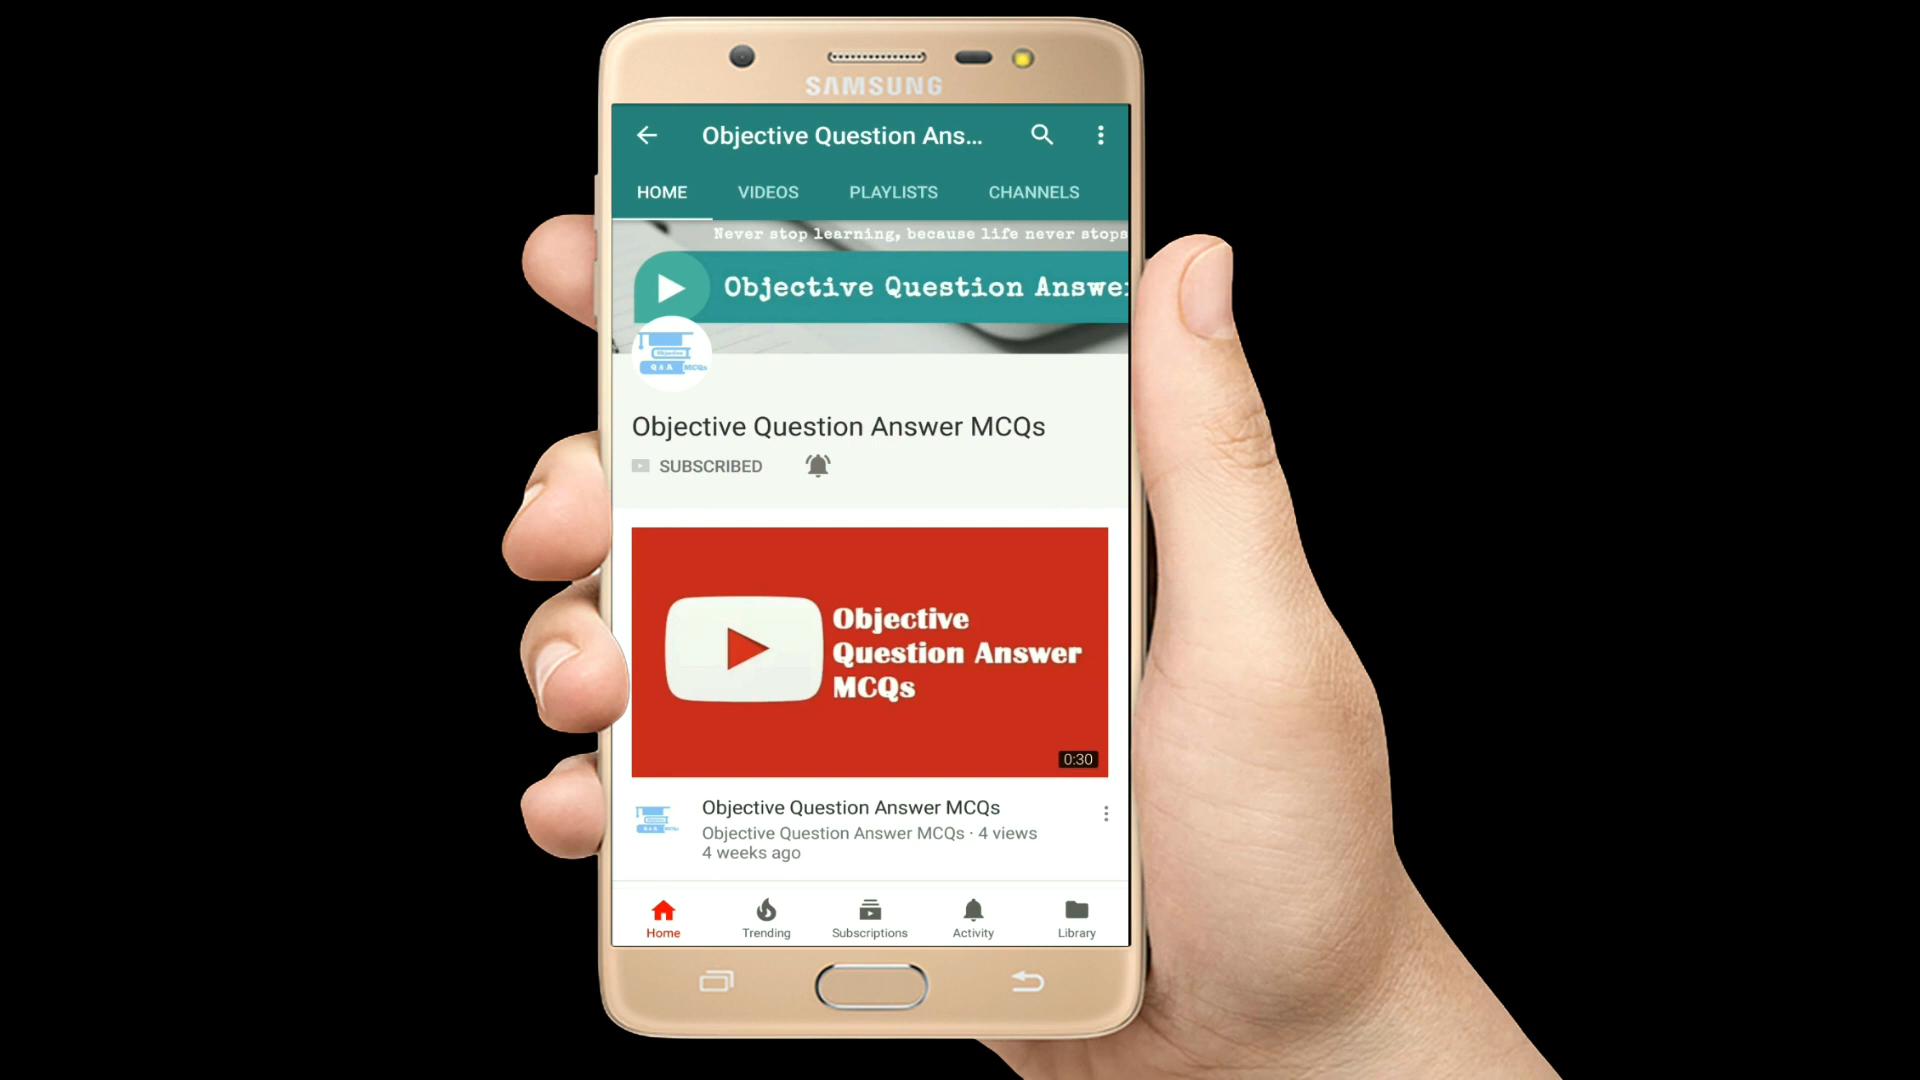 SAMSUNG
Objective Question Ans...
HOME VIDEOS PLAYLISTS CHANNELS
Never stop learning, because life never stops
Objective Question Answe
Objective
Q & A MCQs
Objective Question Answer MCQs
SUBSCRIBED
Objective
Question Answer
MCQs
0:30
Objective Question Answer MCQs
Objective Question Answer MCQs · 4 views
4 weeks ago
Home Trending Subscriptions Activity Library